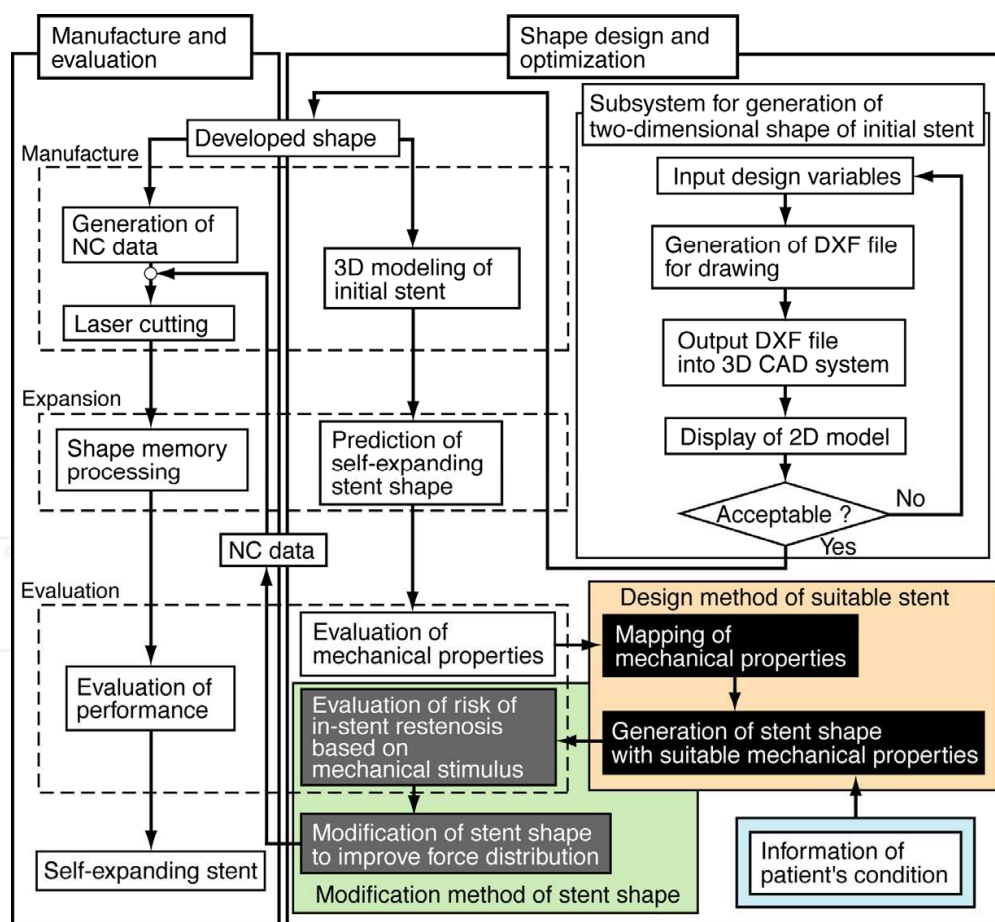 Manufacture and
evaluation
Shape design and
optimization
Subsystem for generation of
two-dimensional shape of initial stent
Developed shape
Manufacture
Input design variables
Generation of
NC data
Generation of DXF file
for drawing
3D modeling of
initial stent
Laser cutting
Output DXF file
into 3D CAD system
Expansion
Display of 2D model
Shape memory
processing
Prediction of
self-expanding
stent shape
Acceptable ?
No
Yes
NC data
Evaluation
Design method of suitable stent
Evaluation of
mechanical properties
Mapping of
mechanical properties
Evaluation of
performance
Evaluation of risk of
in-stent restenosis
based on
mechanical stimulus
Generation of stent shape
with suitable mechanical properties
Modification of stent shape
to improve force distribution
Modification method of stent shape
Information of
patient's condition
Self-expanding stent